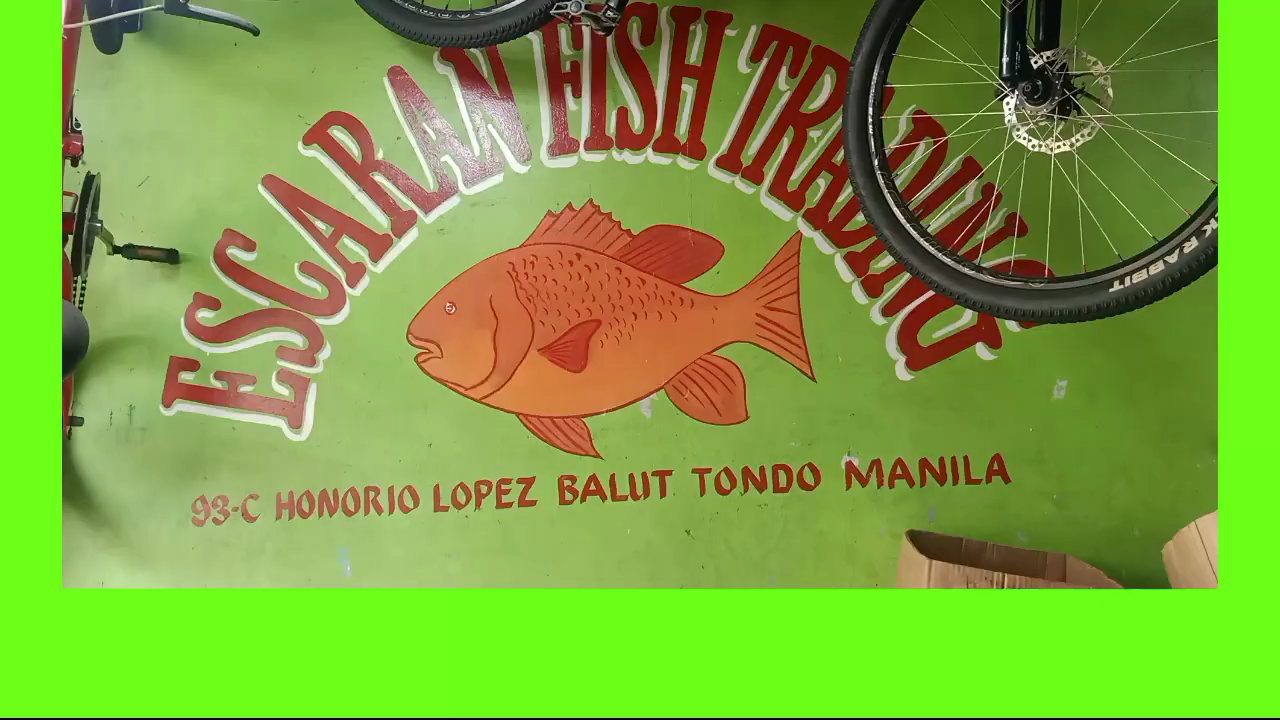 ESCARAN FISH TRADING
93-C HONORIO LOPEZ BALUT TONDO MANILA
RABBIT